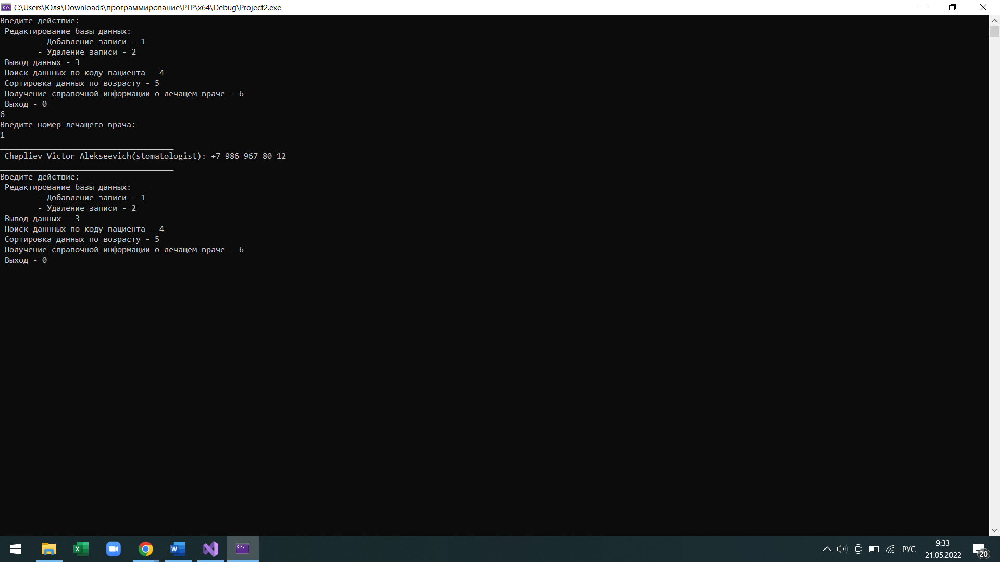 C:\Users\Юля\Downloads\программирование\РГР\x64\Debug\Project2.exe
Введите действие:
Редактирование базы данных:
- Добавление записи - 1
- Удаление записи - 2
Вывод данных - 3
Поиск даннных по коду пациента - 4
Сортировка данных по возрасту - 5
Получение справочной информации о лечащем враче - 6
Выход - 0
6
Введите номер лечащего врача:
1
_____________________________________
Chapliev Victor Alekseevich(stomatologist): +7 986 967 80 12
_____________________________________
Введите действие:
Редактирование базы данных:
- Добавление записи - 1
- Удаление записи - 2
Вывод данных - 3
Поиск даннных по коду пациента - 4
Сортировка данных по возрасту - 5
Получение справочной информации о лечащем враче - 6
Выход - 0
РУС
9:33
21.05.2022
20